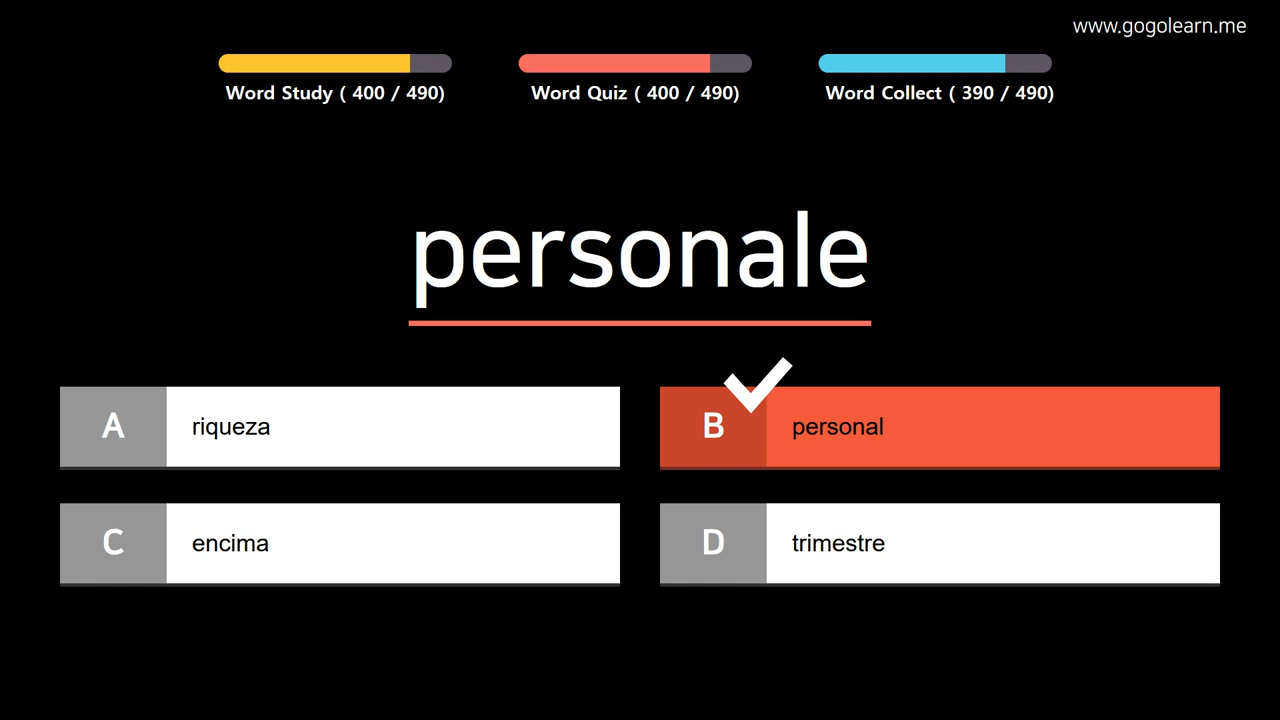 www.gogolearn.me
Word Study ( 400 / 490)
Word Quiz ( 400 / 490)
Word Collect ( 390 / 490)
personale
A riqueza
B personal
C encima
D trimestre